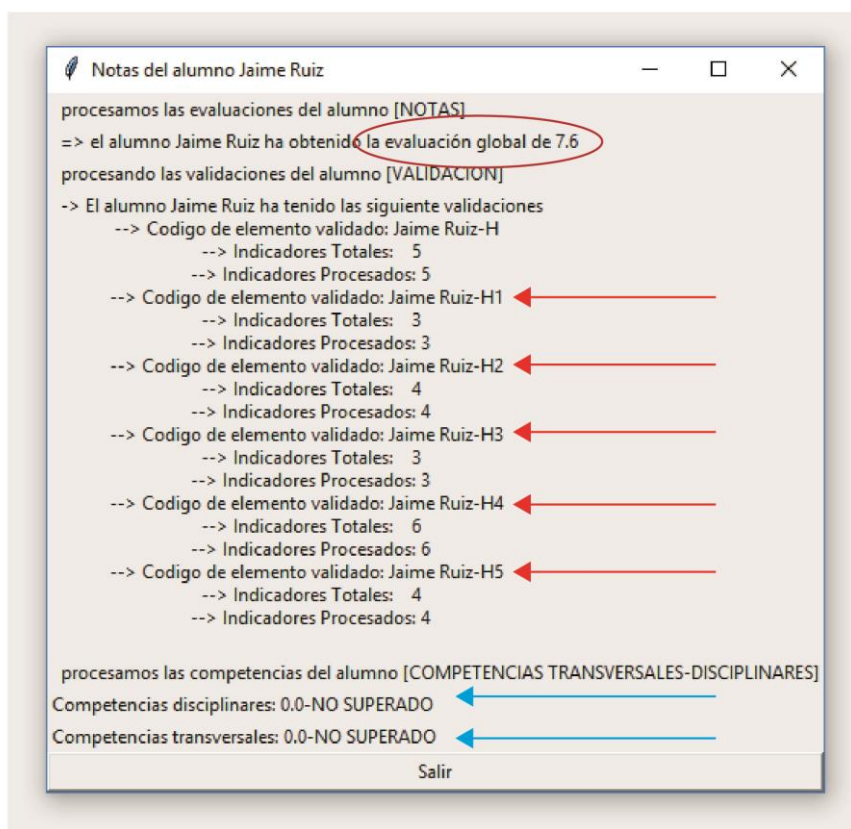 Notas del alumno Jaime Ruiz
procesamos las evaluaciones del alumno [NOTAS]
=> el alumno Jaime Ruiz ha obtenido la evaluación global de 7.6
procesando las validaciones del alumno [VALIDACION]
-> El alumno Jaime Ruiz ha tenido las siguiente validaciones
--> Codigo de elemento validado: Jaime Ruiz-H
--> Indicadores Totales: 5
--> Indicadores Procesados: 5
--> Codigo de elemento validado: Jaime Ruiz-H1
--> Indicadores Totales: 3
--> Indicadores Procesados: 3
--> Codigo de elemento validado: Jaime Ruiz-H2
--> Indicadores Totales: 4
--> Indicadores Procesados: 4
--> Codigo de elemento validado: Jaime Ruiz-H3
--> Indicadores Totales: 3
--> Indicadores Procesados: 3
--> Codigo de elemento validado: Jaime Ruiz-H4
--> Indicadores Totales: 6
--> Indicadores Procesados: 6
--> Codigo de elemento validado: Jaime Ruiz-H5
--> Indicadores Totales: 4
--> Indicadores Procesados: 4
procesamos las competencias del alumno [COMPETENCIAS TRANSVERSALES-DISCIPLINARES]
Competencias disciplinares: 0.0-NO SUPERADO
Competencias transversales: 0.0-NO SUPERADO
Salir